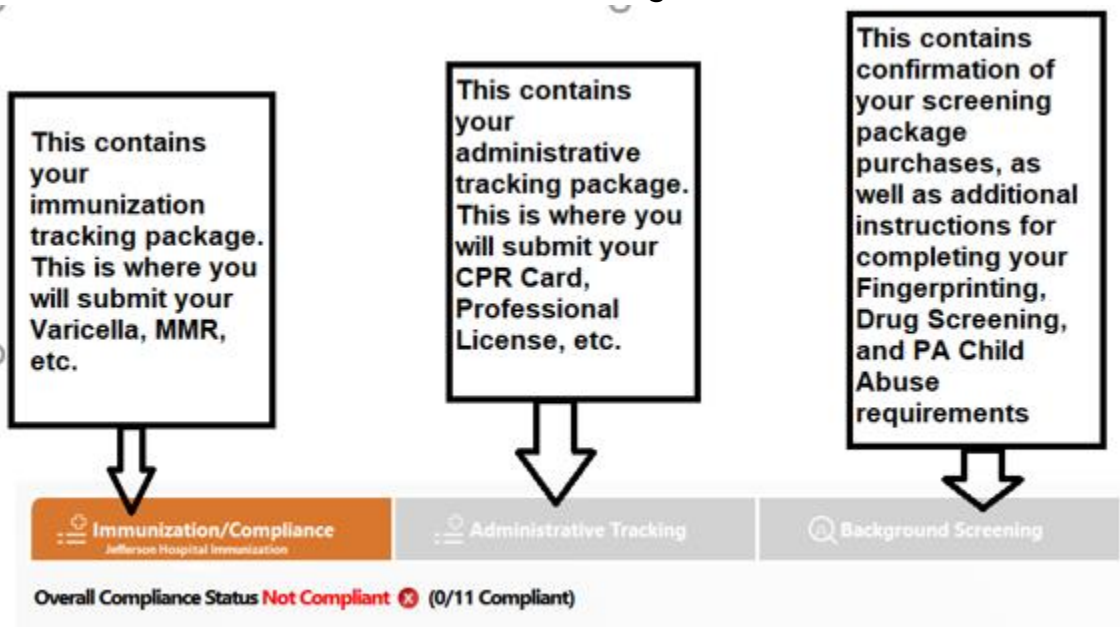 This contains
your
immunization
tracking package.
This is where you
will submit your
Varicella, MMR,
etc.
This contains
your
administrative
tracking package.
This is where you
will submit your
CPR Card,
Professional
License, etc.
This contains
confirmation of
your screening
package
purchases, as
well as additional
instructions for
completing your
Fingerprinting,
Drug Screening,
and PA Child
Abuse
requirements
Immunization/Compliance
Jefferson Hospital Immunization
Administrative Tracking
Background Screening
Overall Compliance Status Not Compliant (0/11 Compliant)